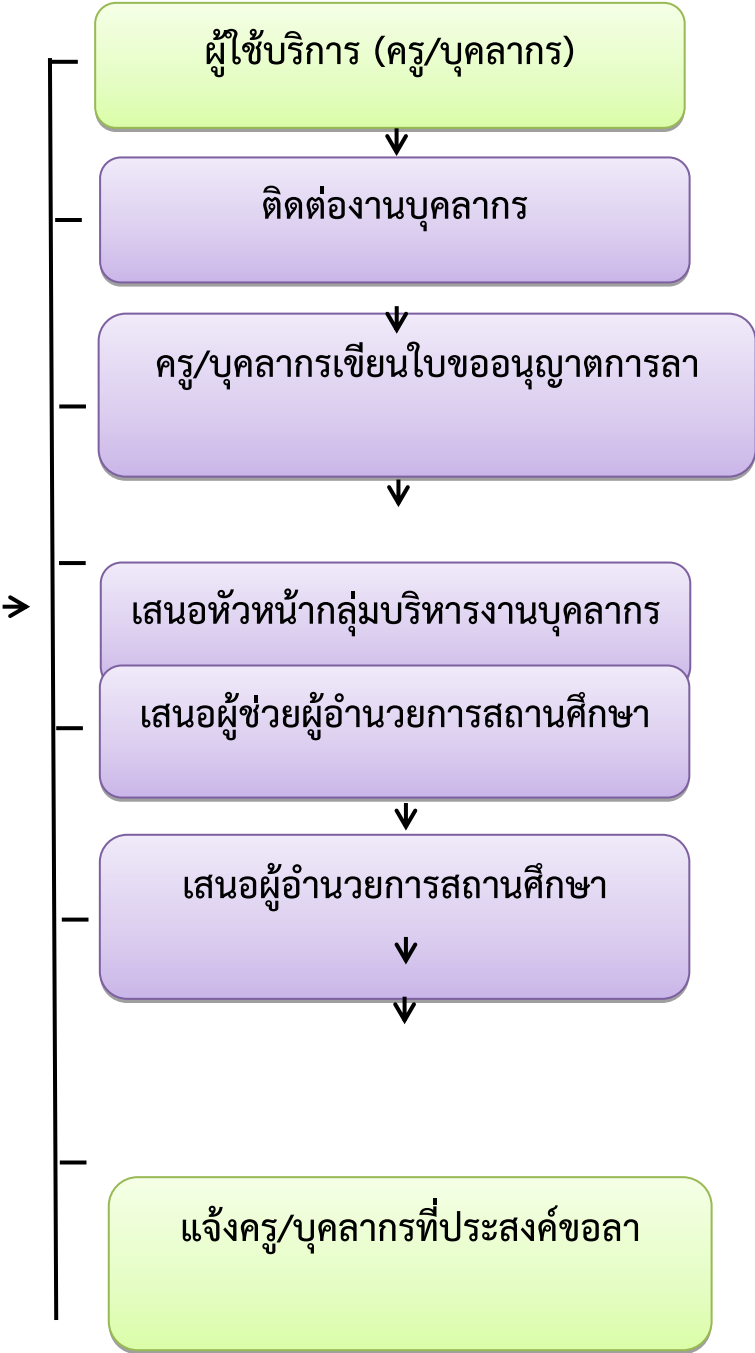 ผู้ใช้บริการ (ครู/บุคลากร)
ติดต่องานบุคลากร
ครู/บุคลากรเขียนใบขออนุญาตการลา
เสนอหัวหน้ากลุ่มบริหารงานบุคลากร
เสนอผู้ช่วยผู้อำนวยการสถานศึกษา
เสนอผู้อำนวยการสถานศึกษา
แจ้งครู/บุคลากรที่ประสงค์ขอลา